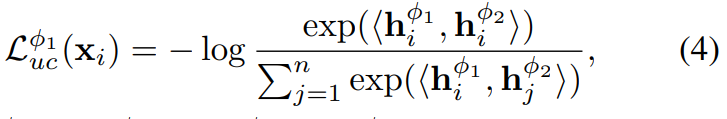 $$\mathcal{L}_{uc}^{\phi_1}(\mathbf{x}_i) = -\log \frac{\exp(\langle \mathbf{h}_i^{\phi_1}, \mathbf{h}_i^{\phi_2} \rangle)}{\sum_{j=1}^{n} \exp(\langle \mathbf{h}_i^{\phi_1}, \mathbf{h}_j^{\phi_2} \rangle)}, \quad (4)$$